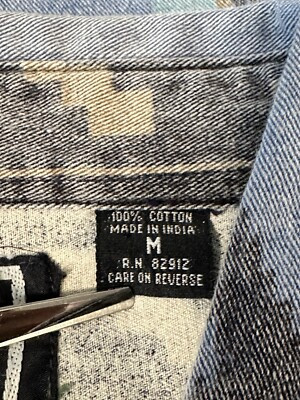 100% COTTON
MADE IN INDIA
M
R.N. 82912
CARE ON REVERSE